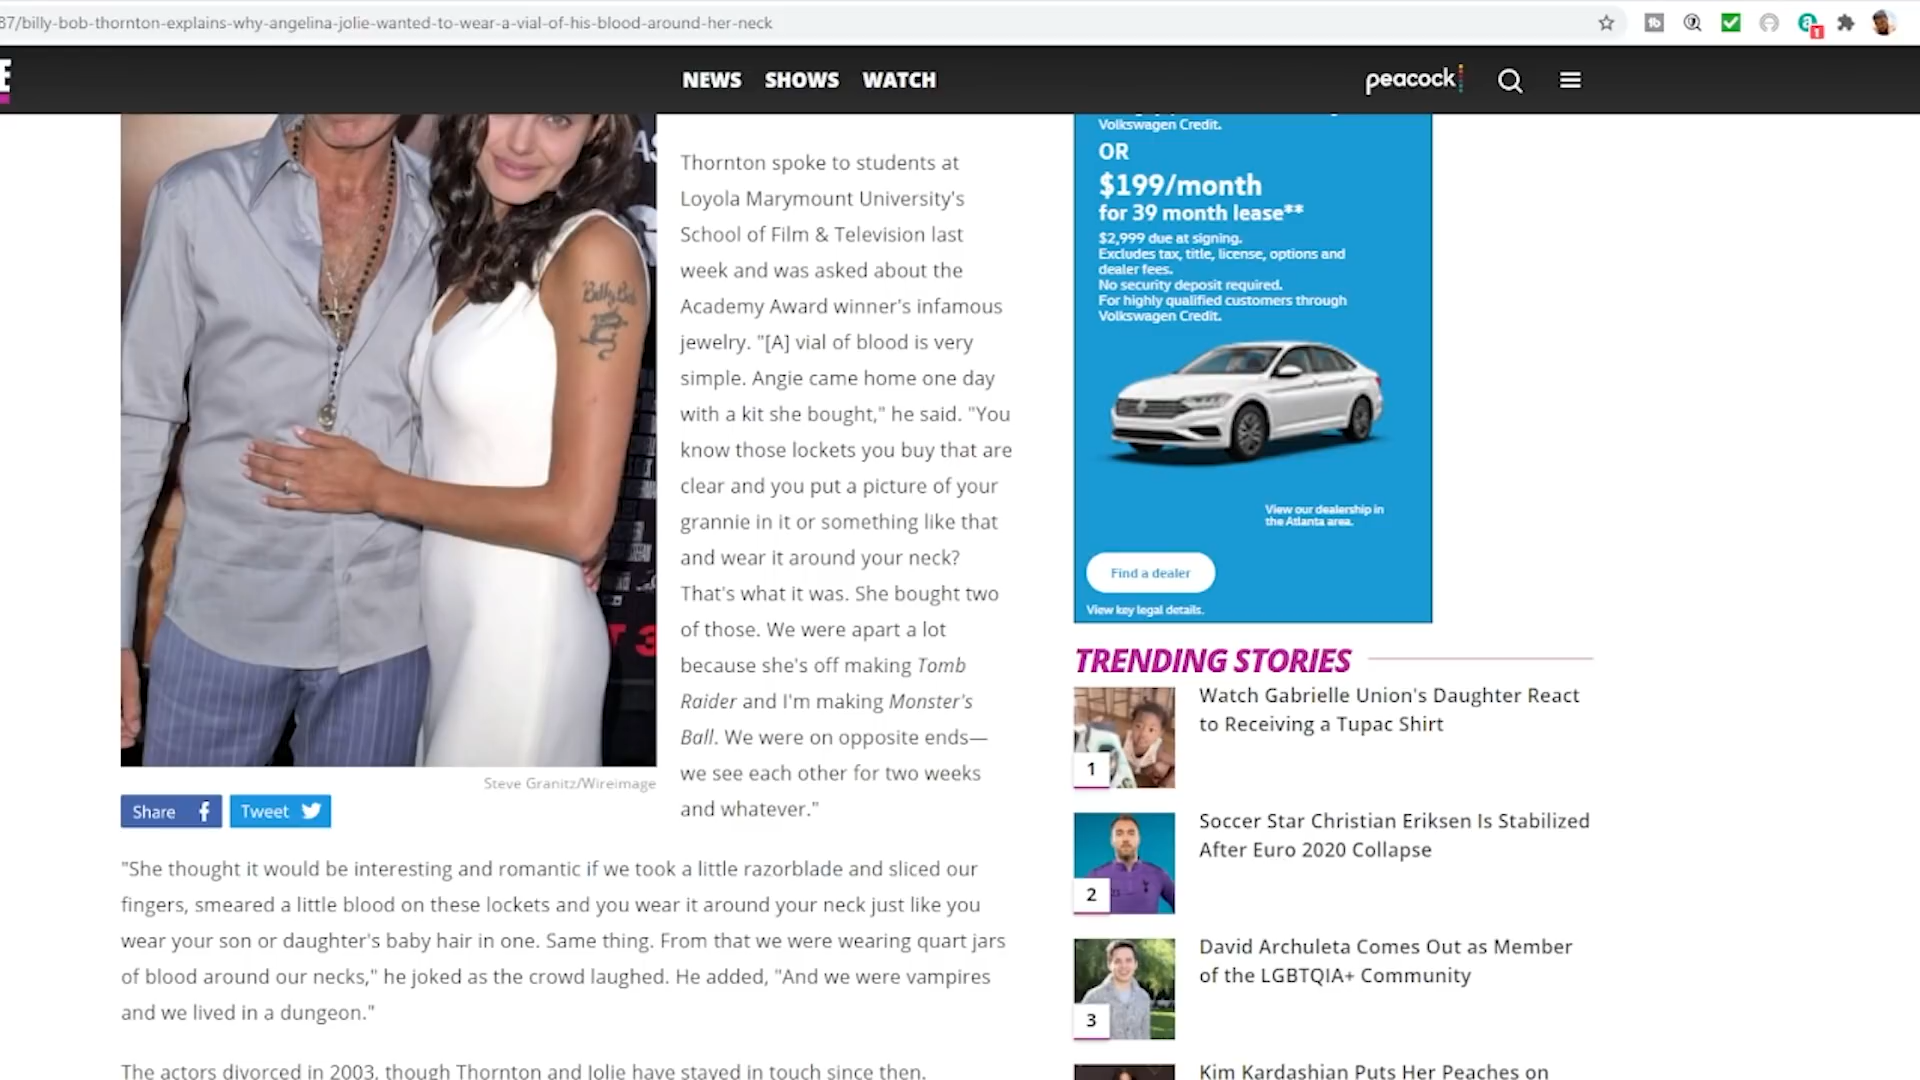 87/billy-bob-thornton-explains-why-angelina-jolie-wanted-to-wear-a-vial-of-his-blood-around-her-neck
E
NEWS
SHOWS
WATCH
peacock
Billy Bob
Steve Granitz/Wireimage
Share
Tweet
Thornton spoke to students at
Loyola Marymount University's
School of Film & Television last
week and was asked about the
Academy Award winner's infamous
jewelry. "[A] vial of blood is very
simple. Angie came home one day
with a kit she bought," he said. "You
know those lockets you buy that are
clear and you put a picture of your
grannie in it or something like that
and wear it around your neck?
That's what it was. She bought two
of those. We were apart a lot
because she's off making Tomb
Raider and I'm making Monster's
Ball. We were on opposite ends—
we see each other for two weeks
and whatever."
"She thought it would be interesting and romantic if we took a little razorblade and sliced our
fingers, smeared a little blood on these lockets and you wear it around your neck just like you
wear your son or daughter's baby hair in one. Same thing. From that we were wearing quart jars
of blood around our necks," he joked as the crowd laughed. He added, "And we were vampires
and we lived in a dungeon."
The actors divorced in 2003, though Thornton and Jolie have stayed in touch since then.
Volkswagen Credit.
OR
$199/month
for 39 month lease**
$2,999 due at signing.
Excludes tax, title, license, options and
dealer fees.
No security deposit required.
For highly qualified customers through
Volkswagen Credit.
View our dealership in
the Atlanta area.
Find a dealer
View key legal details.
TRENDING STORIES
1
Watch Gabrielle Union's Daughter React
to Receiving a Tupac Shirt
2
Soccer Star Christian Eriksen Is Stabilized
After Euro 2020 Collapse
3
David Archuleta Comes Out as Member
of the LGBTQIA+ Community
Kim Kardashian Puts Her Peaches on